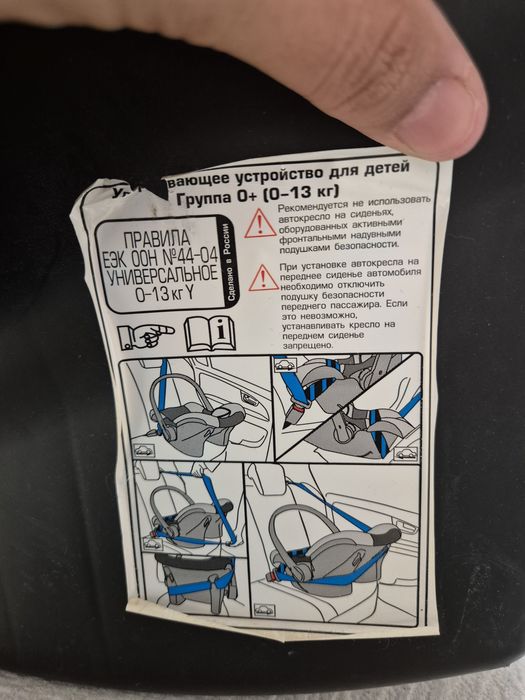 вающее устройство для детей
Группа 0+ (0-13 кг)
ПРАВИЛА
ЕЭК ООН №44-04
УНИВЕРСАЛЬНОЕ
0-13 кг Y
Сделано в России
Рекомендуется не использовать
автокресло на сиденьях,
оборудованных активными
фронтальными надувными
подушками безопасности.
При установке автокресла на
переднее сиденье автомобиля
необходимо отключить
подушку безопасности
переднего пассажира. Если
это невозможно,
устанавливать кресло на
переднем сиденье
запрещено.